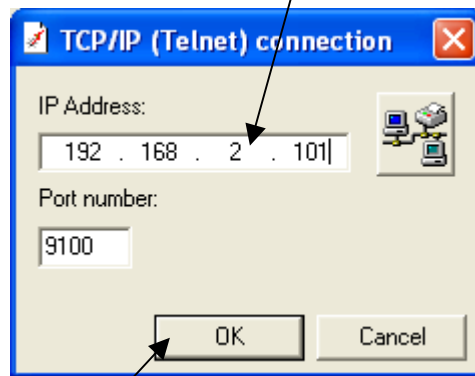 TCP/IP (Telnet) connection
IP Address:
192 . 168 . 2 . 101
Port number:
9100
OK Cancel